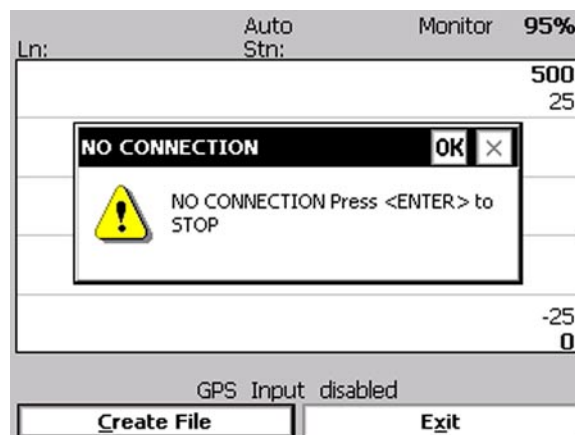 Auto Monitor 95%
Ln: Stn:
500
25
NO CONNECTION OK
NO CONNECTION Press <ENTER> to
STOP
-25
0
GPS Input disabled
Create File Exit